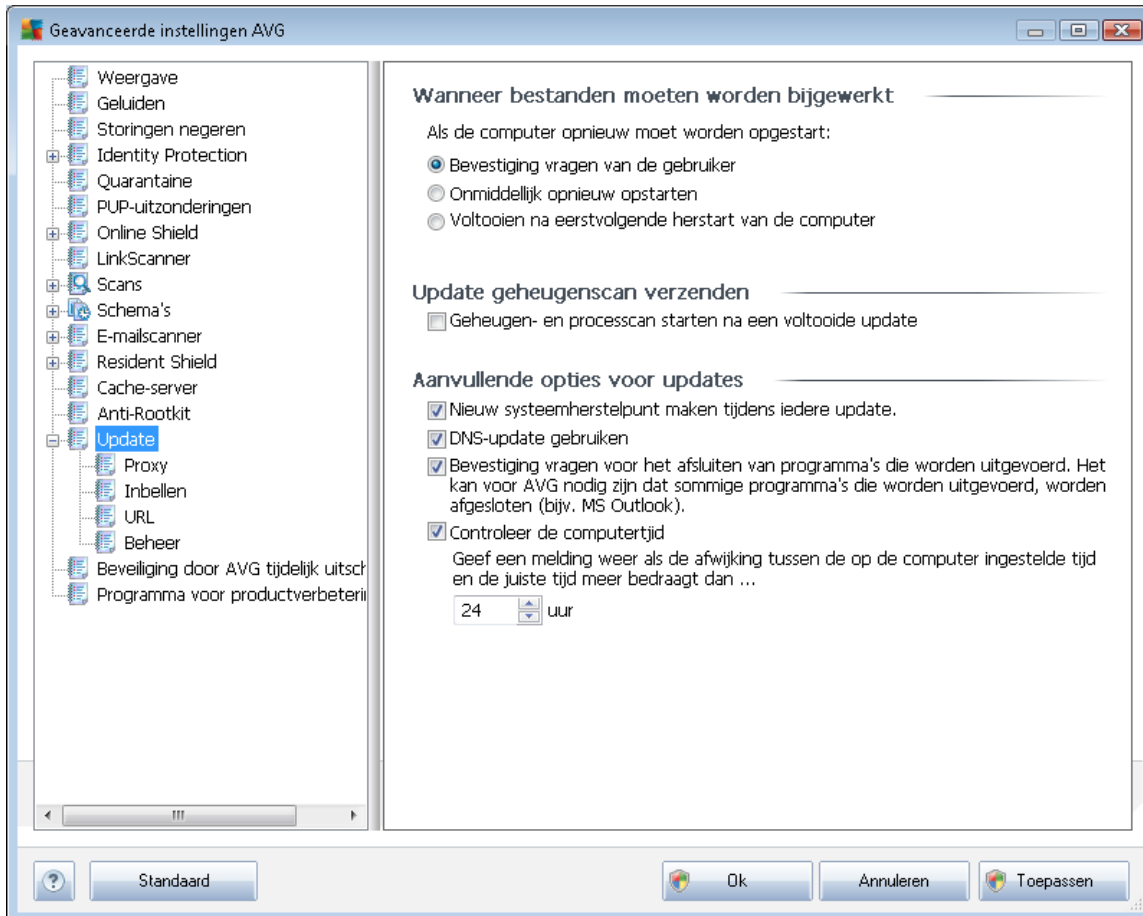 Geavanceerde instellingen AVG
Weergave
Geluiden
Storingen negeren
Identity Protection
Quarantaine
PUP-uitzonderingen
Online Shield
LinkScanner
Scans
Schema's
E-mailscanner
Resident Shield
Cache-server
Anti-Rootkit
Update
Proxy
Inbellen
URL
Beheer
Beveiliging door AVG tijdelijk uitsch
Programma voor productverbeterin
Wanneer bestanden moeten worden bijgewerkt
Als de computer opnieuw moet worden opgestart:
Bevestiging vragen van de gebruiker
Onmiddellijk opnieuw opstarten
Voltooien na eerstvolgende herstart van de computer
Update geheugenscan verzenden
Geheugen- en processcan starten na een voltooide update
Aanvullende opties voor updates
Nieuw systeemherstelpunt maken tijdens iedere update.
DNS-update gebruiken
Bevestiging vragen voor het afsluiten van programma's die worden uitgevoerd. Het
kan voor AVG nodig zijn dat sommige programma's die worden uitgevoerd, worden
afgesloten (bijv. MS Outlook).
Controleer de computertijd
Geef een melding weer als de afwijking tussen de op de computer ingestelde tijd
en de juiste tijd meer bedraagt dan ...
24 uur
? Standaard Ok Annuleren Toepassen